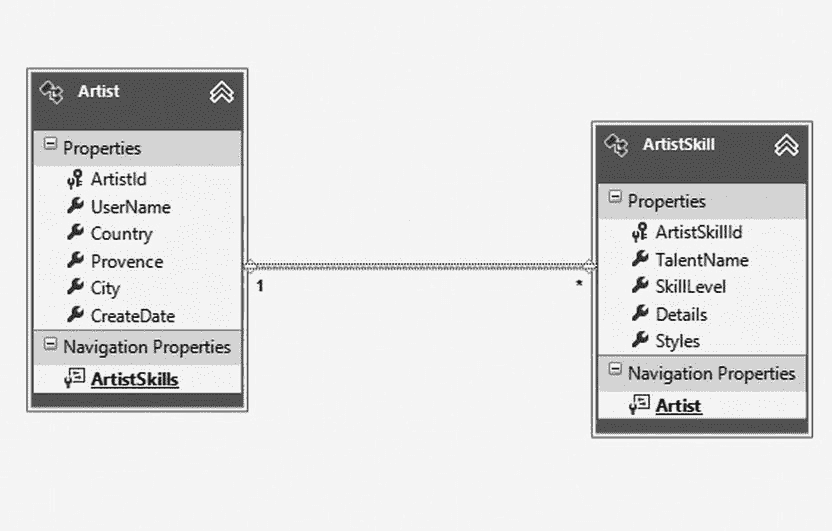 Artist
Properties
ArtistId
UserName
Country
Provence
City
CreateDate
Navigation Properties
ArtistSkills
1
*
ArtistSkill
Properties
ArtistSkillId
TalentName
SkillLevel
Details
Styles
Navigation Properties
Artist